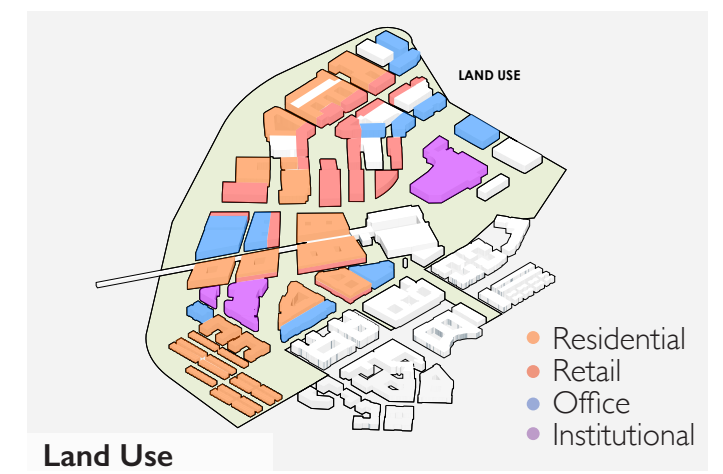 LAND USE
Residential
Retail
Office
Institutional
Land Use